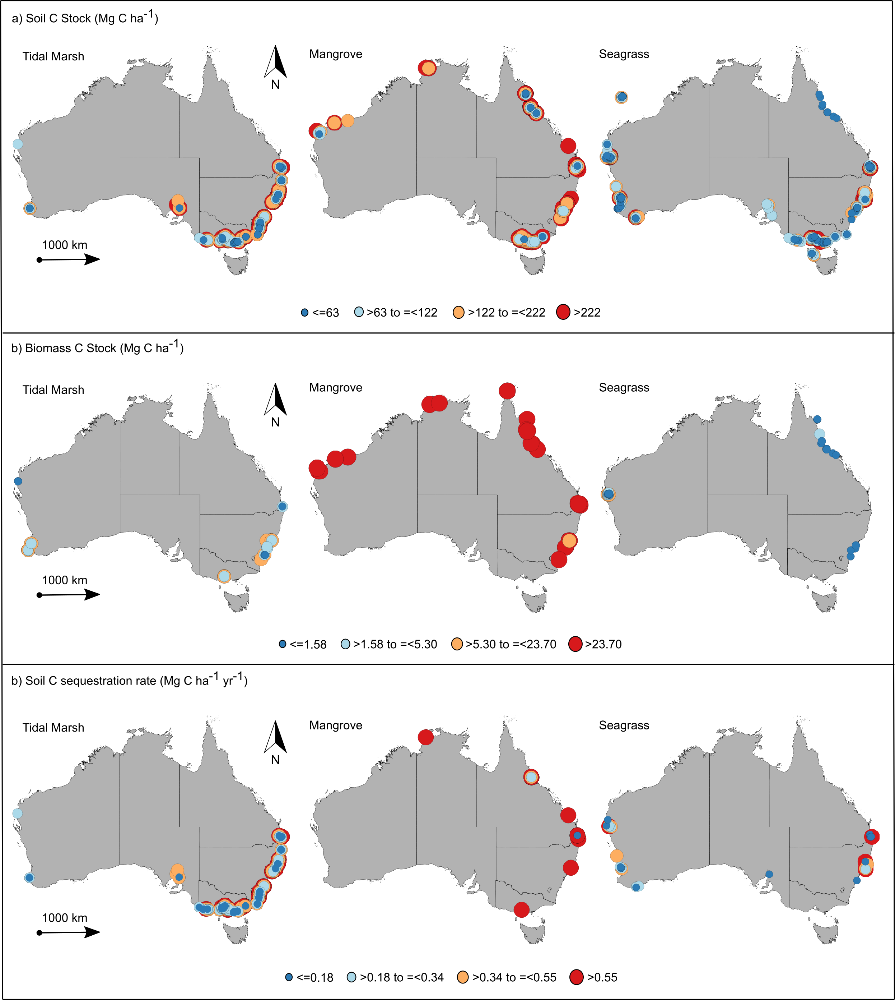 a) Soil C Stock (Mg C ha-1)
Tidal Marsh
Mangrove
Seagrass
N
1000 km
<=63
>63 to =<122
>122 to =<222
>222
b) Biomass C Stock (Mg C ha-1)
Tidal Marsh
Mangrove
Seagrass
N
1000 km
<=1.58
>1.58 to =<5.30
>5.30 to =<23.70
>23.70
b) Soil C sequestration rate (Mg C ha-1 yr-1)
Tidal Marsh
Mangrove
Seagrass
N
1000 km
<=0.18
>0.18 to =<0.34
>0.34 to =<0.55
>0.55